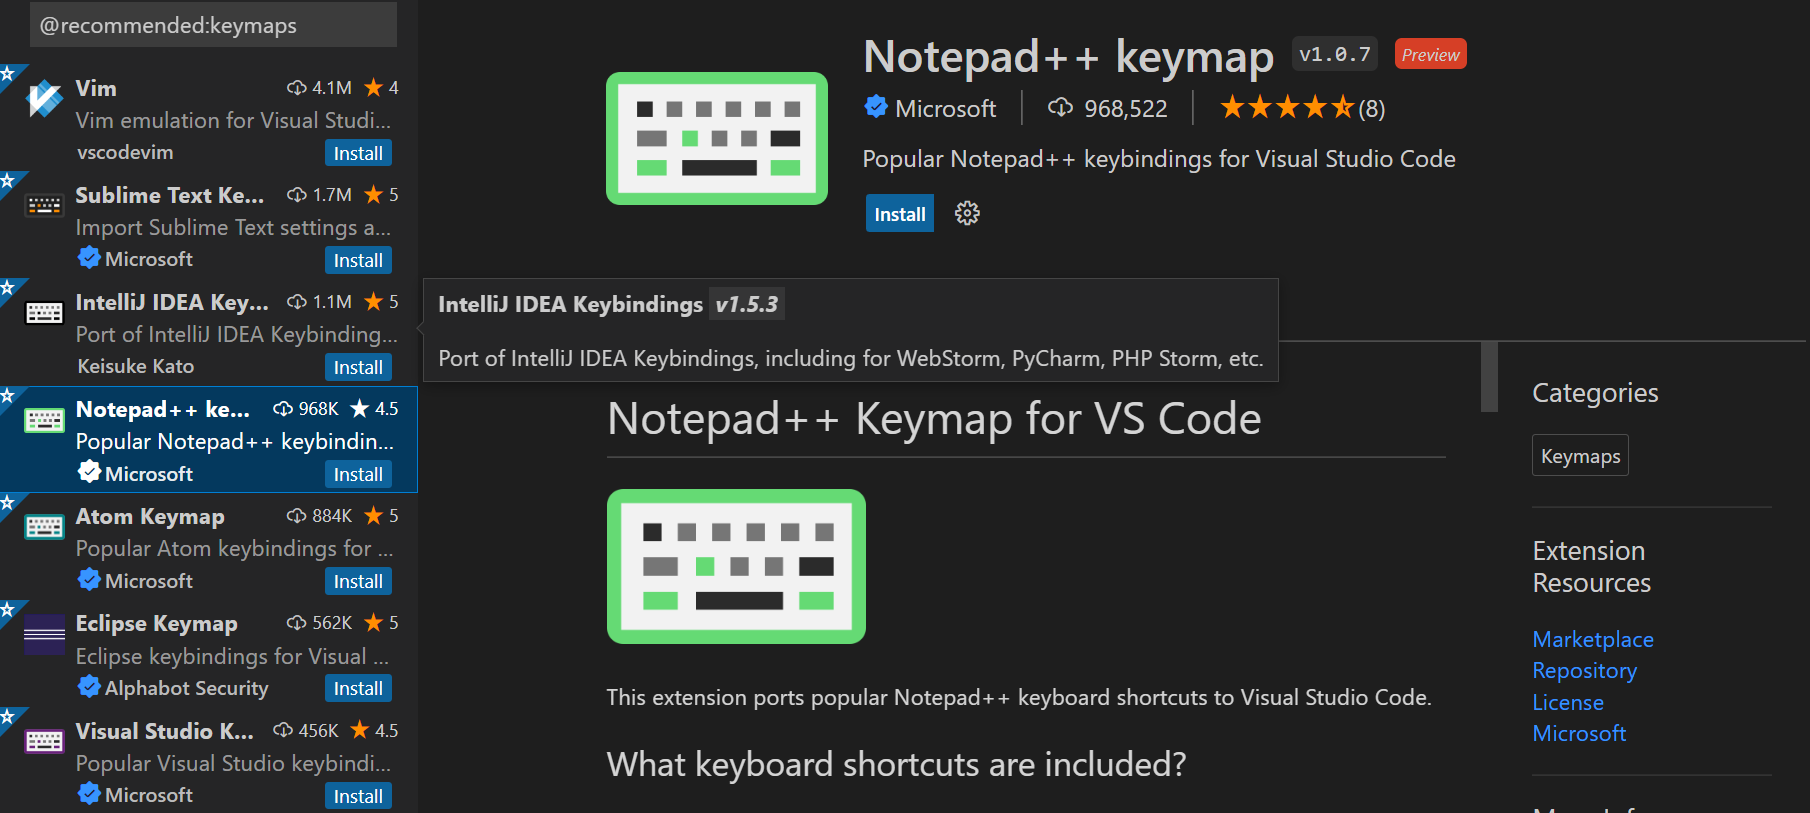 @recommended:keymaps
Vim 4.1M 4
Vim emulation for Visual Studi...
vscodevim Install
Sublime Text Ke... 1.7M 5
Import Sublime Text settings a...
Microsoft Install
IntelliJ IDEA Key... 1.1M 5
Port of IntelliJ IDEA Keybinding...
Keisuke Kato Install
Notepad++ ke... 968K 4.5
Popular Notepad++ keybindin...
Microsoft Install
Atom Keymap 884K 5
Popular Atom keybindings for ...
Microsoft Install
Eclipse Keymap 562K 5
Eclipse keybindings for Visual ...
Alphabot Security Install
Visual Studio K... 456K 4.5
Popular Visual Studio keybindi...
Microsoft Install
Notepad++ keymap v1.0.7 Preview
Microsoft 968,522 (8)
Popular Notepad++ keybindings for Visual Studio Code
Install
IntelliJ IDEA Keybindings v1.5.3
Port of IntelliJ IDEA Keybindings, including for WebStorm, PyCharm, PHP Storm, etc.
Notepad++ Keymap for VS Code
This extension ports popular Notepad++ keyboard shortcuts to Visual Studio Code.
What keyboard shortcuts are included?
Categories
Keymaps
Extension
Resources
Marketplace
Repository
License
Microsoft